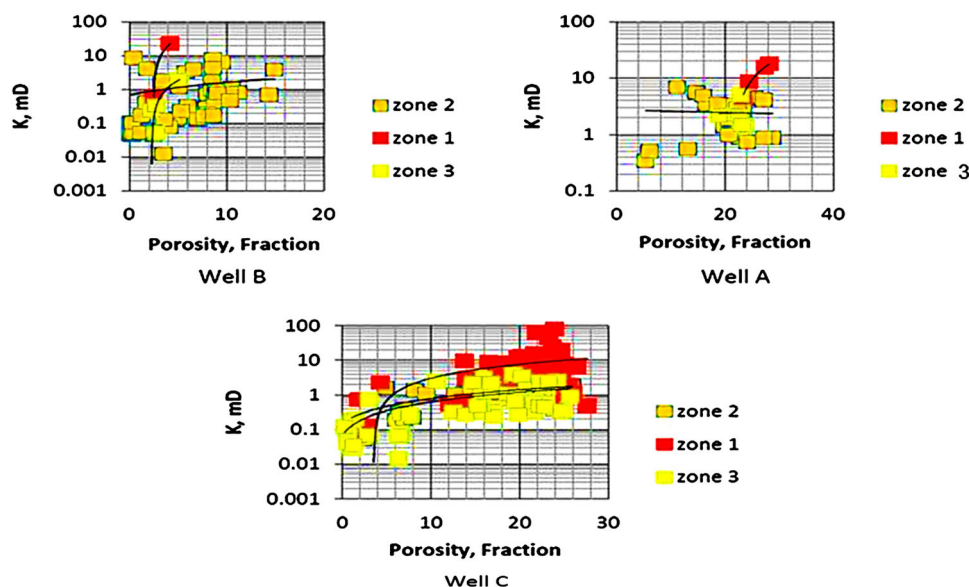 100
10
1
0.1
0.01
0.001
K, mD
0 10 20
Porosity, Fraction
Well B
zone 2
zone 1
zone 3
100
10
1
0.1
K, mD
0 20 40
Porosity, Fraction
Well A
zone 2
zone 1
zone 3
100
10
1
0.1
0.01
0.001
K, mD
0 10 20 30
Porosity, Fraction
Well C
zone 2
zone 1
zone 3